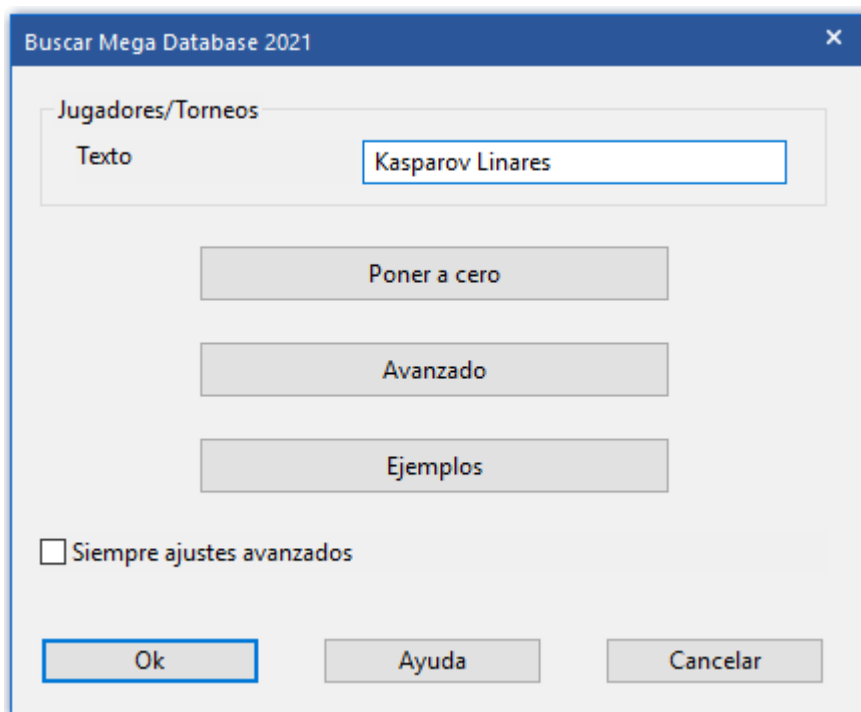 Buscar Mega Database 2021
Jugadores/Torneos
Texto Kasparov Linares
Poner a cero
Avanzado
Ejemplos
Siempre ajustes avanzados
Ok Ayuda Cancelar